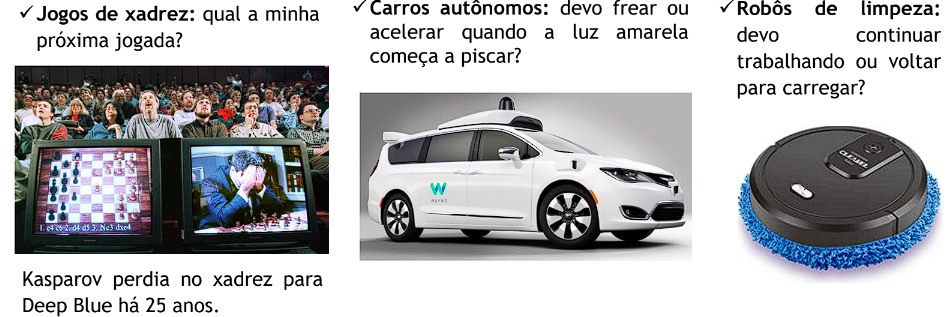 ✓Jogos de xadrez: qual a minha
próxima jogada?
1. e4 c6 2. d4 d5 3. Nc3 dxe4
Kasparov perdia no xadrez para
Deep Blue há 25 anos.
✓Carros autônomos: devo frear ou
acelerar quando a luz amarela
começa a piscar?
W
WAYMO
✓Robôs de limpeza:
devo continuar
trabalhando ou voltar
para carregar?